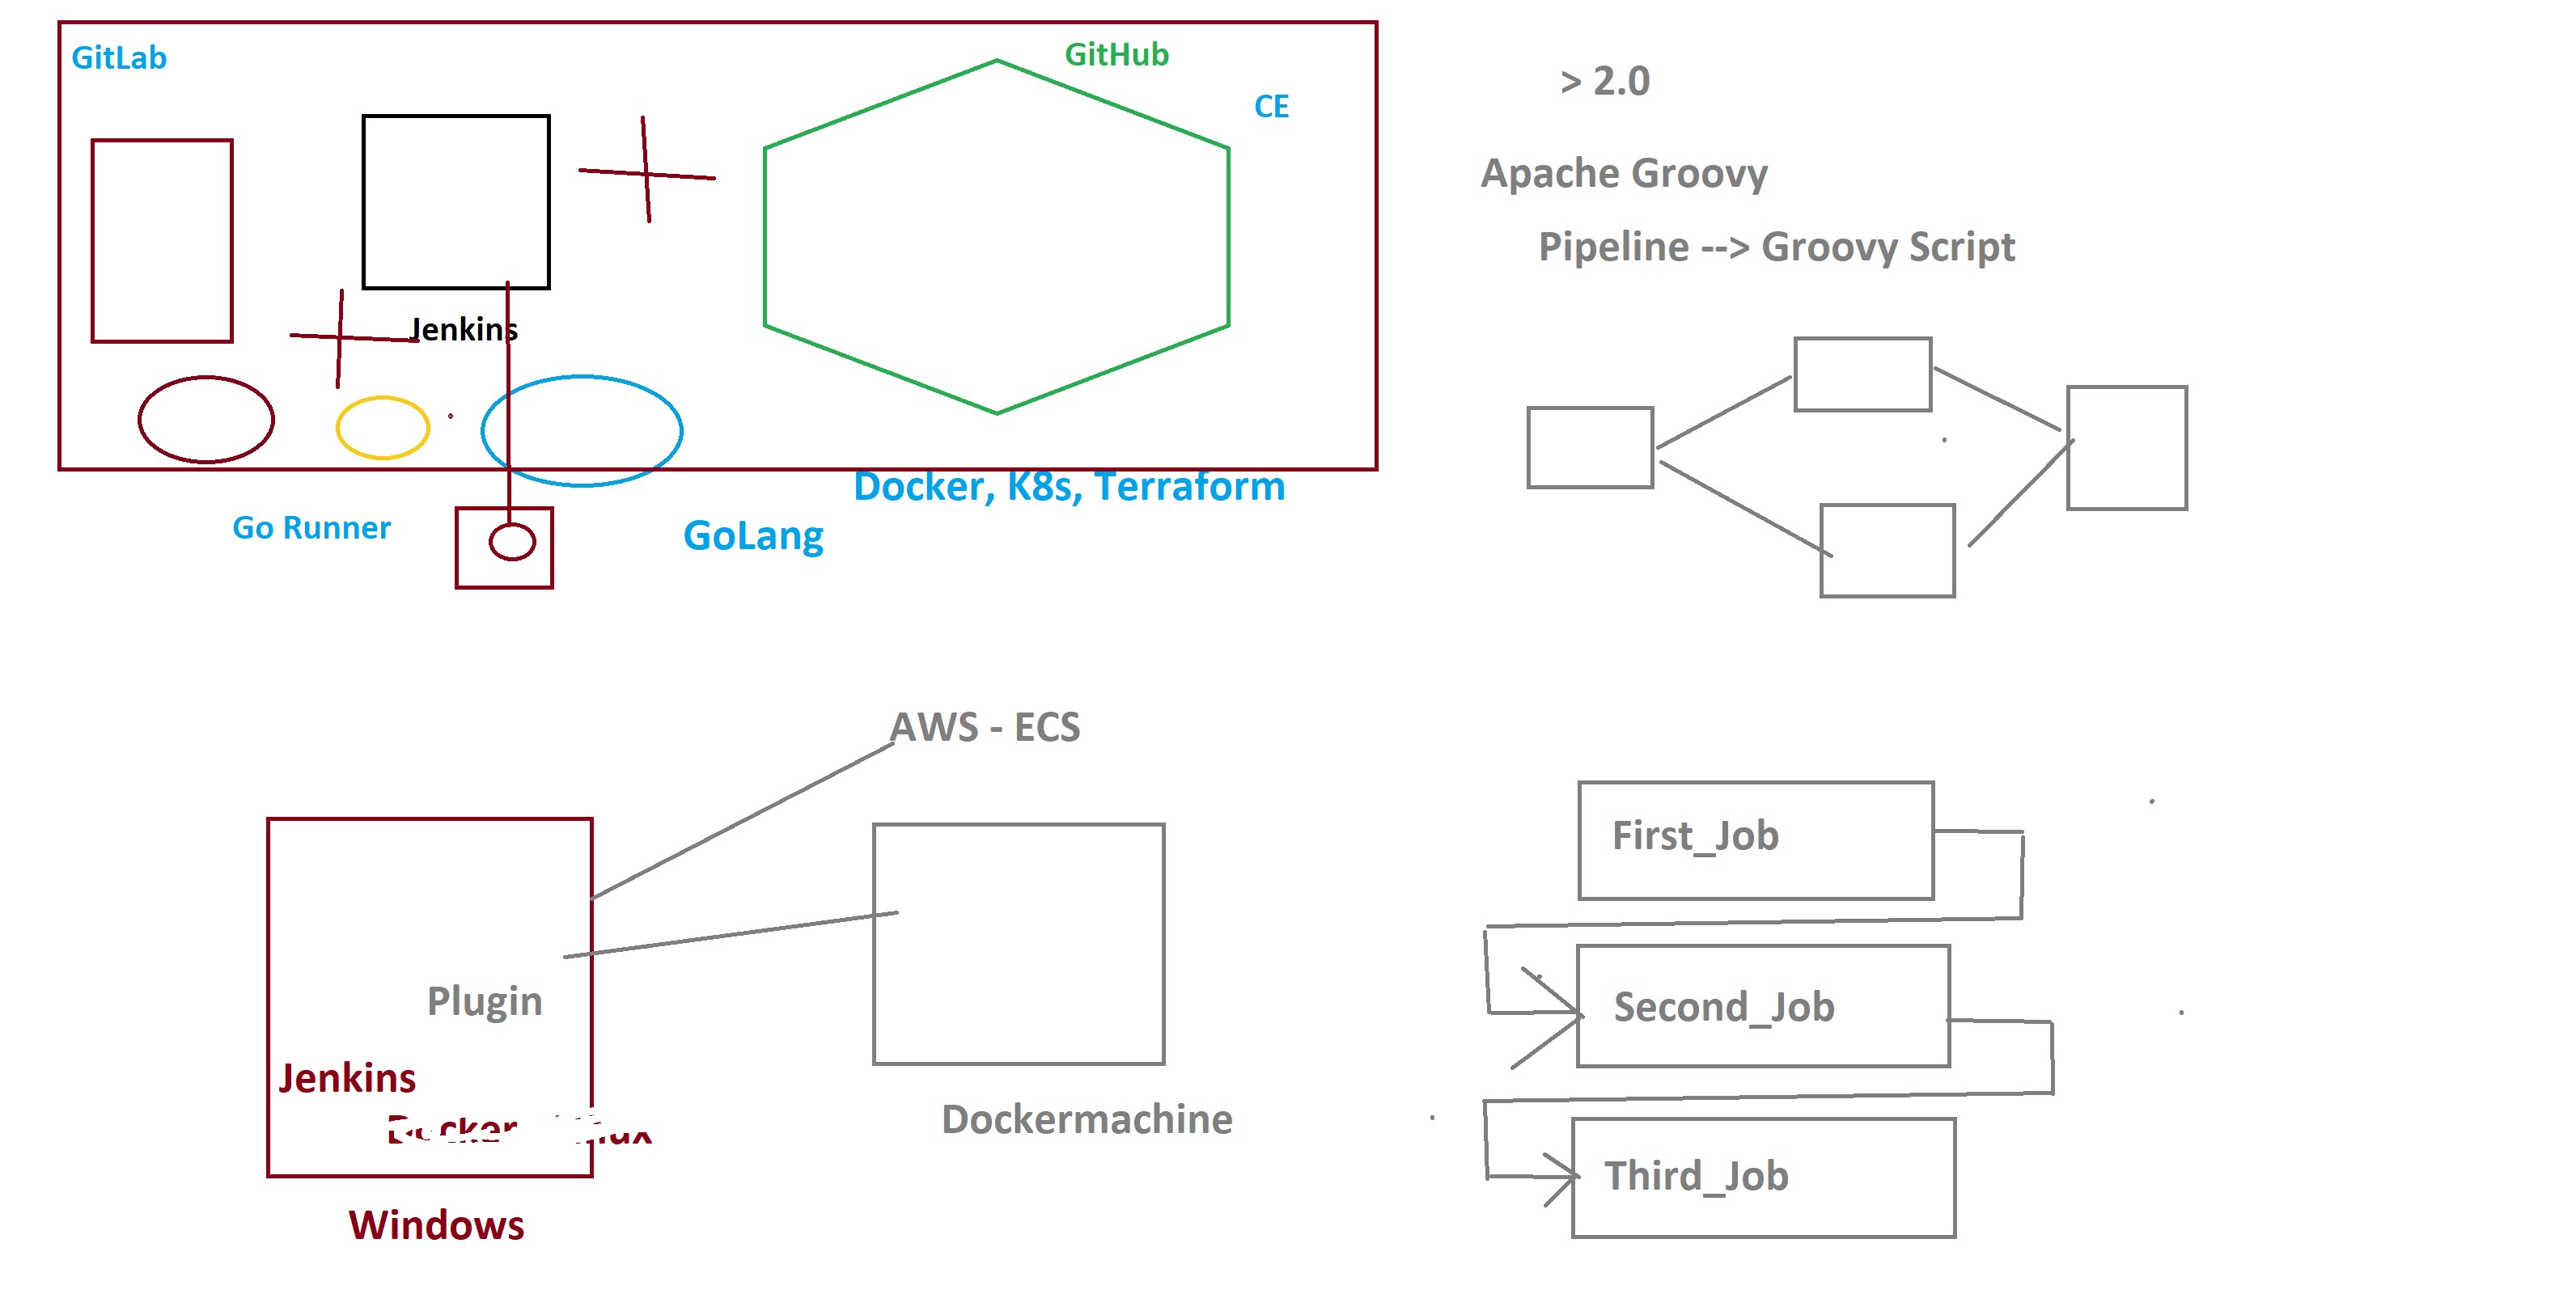 GitLab
GitHub
CE
Jenkins
Docker, K8s, Terraform
Go Runner
GoLang
> 2.0
Apache Groovy
Pipeline --> Groovy Script
AWS - ECS
Plugin
Jenkins
Docker
Windows
Dockermachine
First_Job
Second_Job
Third_Job